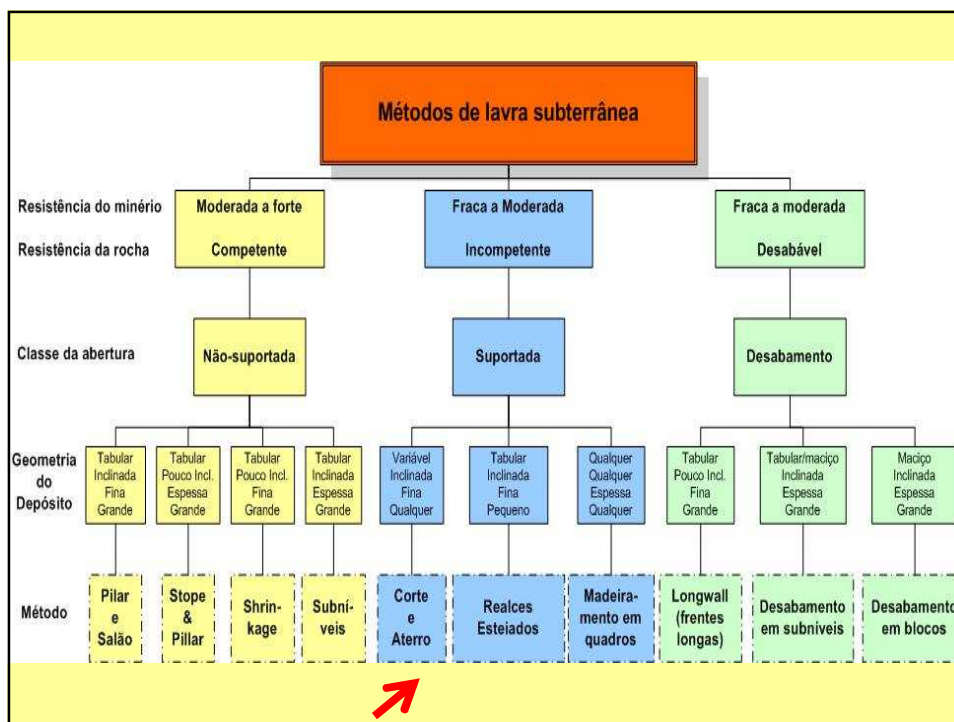 Métodos de lavra subterrânea
Resistência do minério
Moderada a forte
Fraca a Moderada
Fraca a moderada
Resistência da rocha
Competente
Incompetente
Desabável
Classe da abertura
Não-suportada
Suportada
Desabamento
Geometria
do
Depósito
Tabular
Inclinada
Fina
Grande
Tabular
Pouco Incl.
Espessa
Grande
Tabular
Pouco Incl.
Fina
Grande
Tabular
Inclinada
Espessa
Grande
Variável
Inclinada
Fina
Qualquer
Tabular
Inclinada
Fina
Pequeno
Qualquer
Qualquer
Espessa
Qualquer
Tabular
Pouco Incl.
Fina
Grande
Tabular/maciço
Inclinada
Espessa
Grande
Maciço
Inclinada
Espessa
Grande
Método
Pilar
e
Salão
Stope
&
Pillar
Shrin-
kage
Subní-
veis
Corte
e
Aterro
Realces
Esteiados
Madeira-
mento em
quadros
Longwall
(frentes
longas)
Desabamento
em subníveis
Desabamento
em blocos